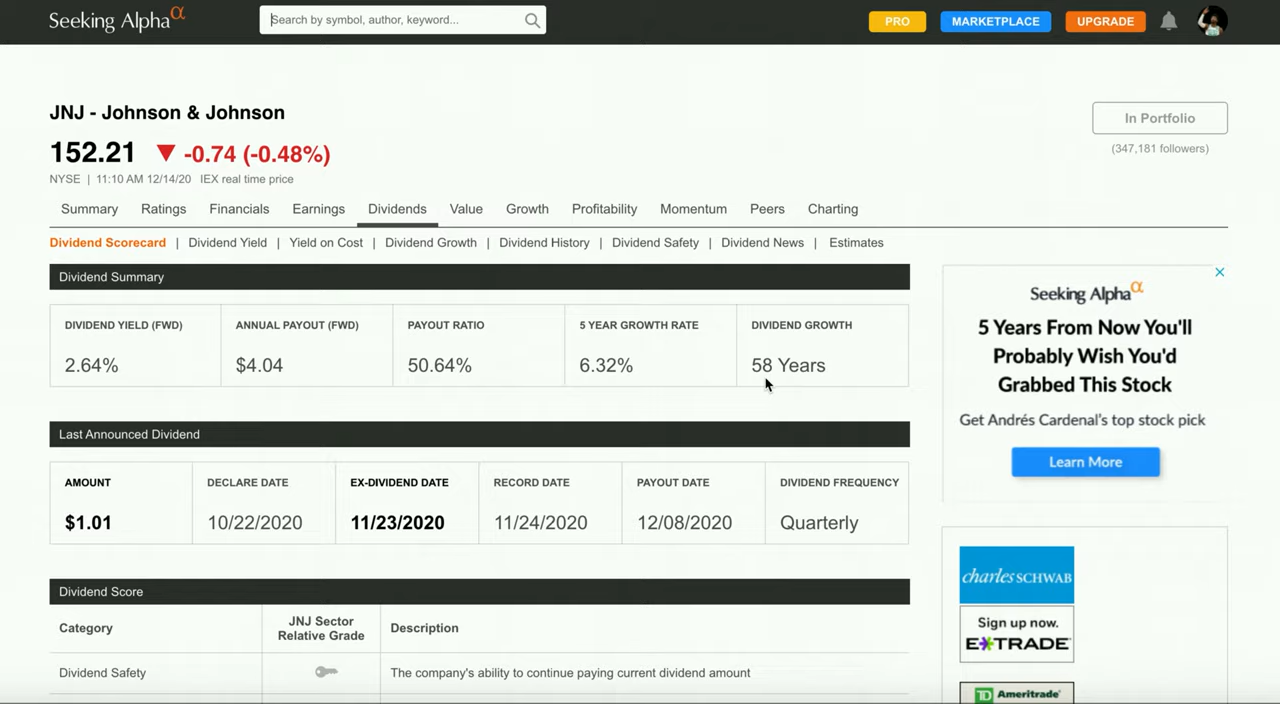 Seeking Alpha α
Search by symbol, author, keyword...
PRO
MARKETPLACE
UPGRADE
JNJ - Johnson & Johnson
In Portfolio
152.21 ▼ -0.74 (-0.48%)
(347,181 followers)
NYSE | 11:10 AM 12/14/20 IEX real time price
Summary Ratings Financials Earnings Dividends Value Growth Profitability Momentum Peers Charting
Dividend Scorecard | Dividend Yield | Yield on Cost | Dividend Growth | Dividend History | Dividend Safety | Dividend News | Estimates
Dividend Summary
DIVIDEND YIELD (FWD) ANNUAL PAYOUT (FWD) PAYOUT RATIO 5 YEAR GROWTH RATE DIVIDEND GROWTH
2.64% $4.04 50.64% 6.32% 58 Years
Last Announced Dividend
AMOUNT DECLARE DATE EX-DIVIDEND DATE RECORD DATE PAYOUT DATE DIVIDEND FREQUENCY
$1.01 10/22/2020 11/23/2020 11/24/2020 12/08/2020 Quarterly
Dividend Score
Category JNJ Sector Relative Grade Description
Dividend Safety The company's ability to continue paying current dividend amount
Seeking Alpha α
5 Years From Now You'll
Probably Wish You'd
Grabbed This Stock
Get Andrés Cardenal's top stock pick
Learn More
charles SCHWAB
Sign up now.
E*TRADE
TD Ameritrade